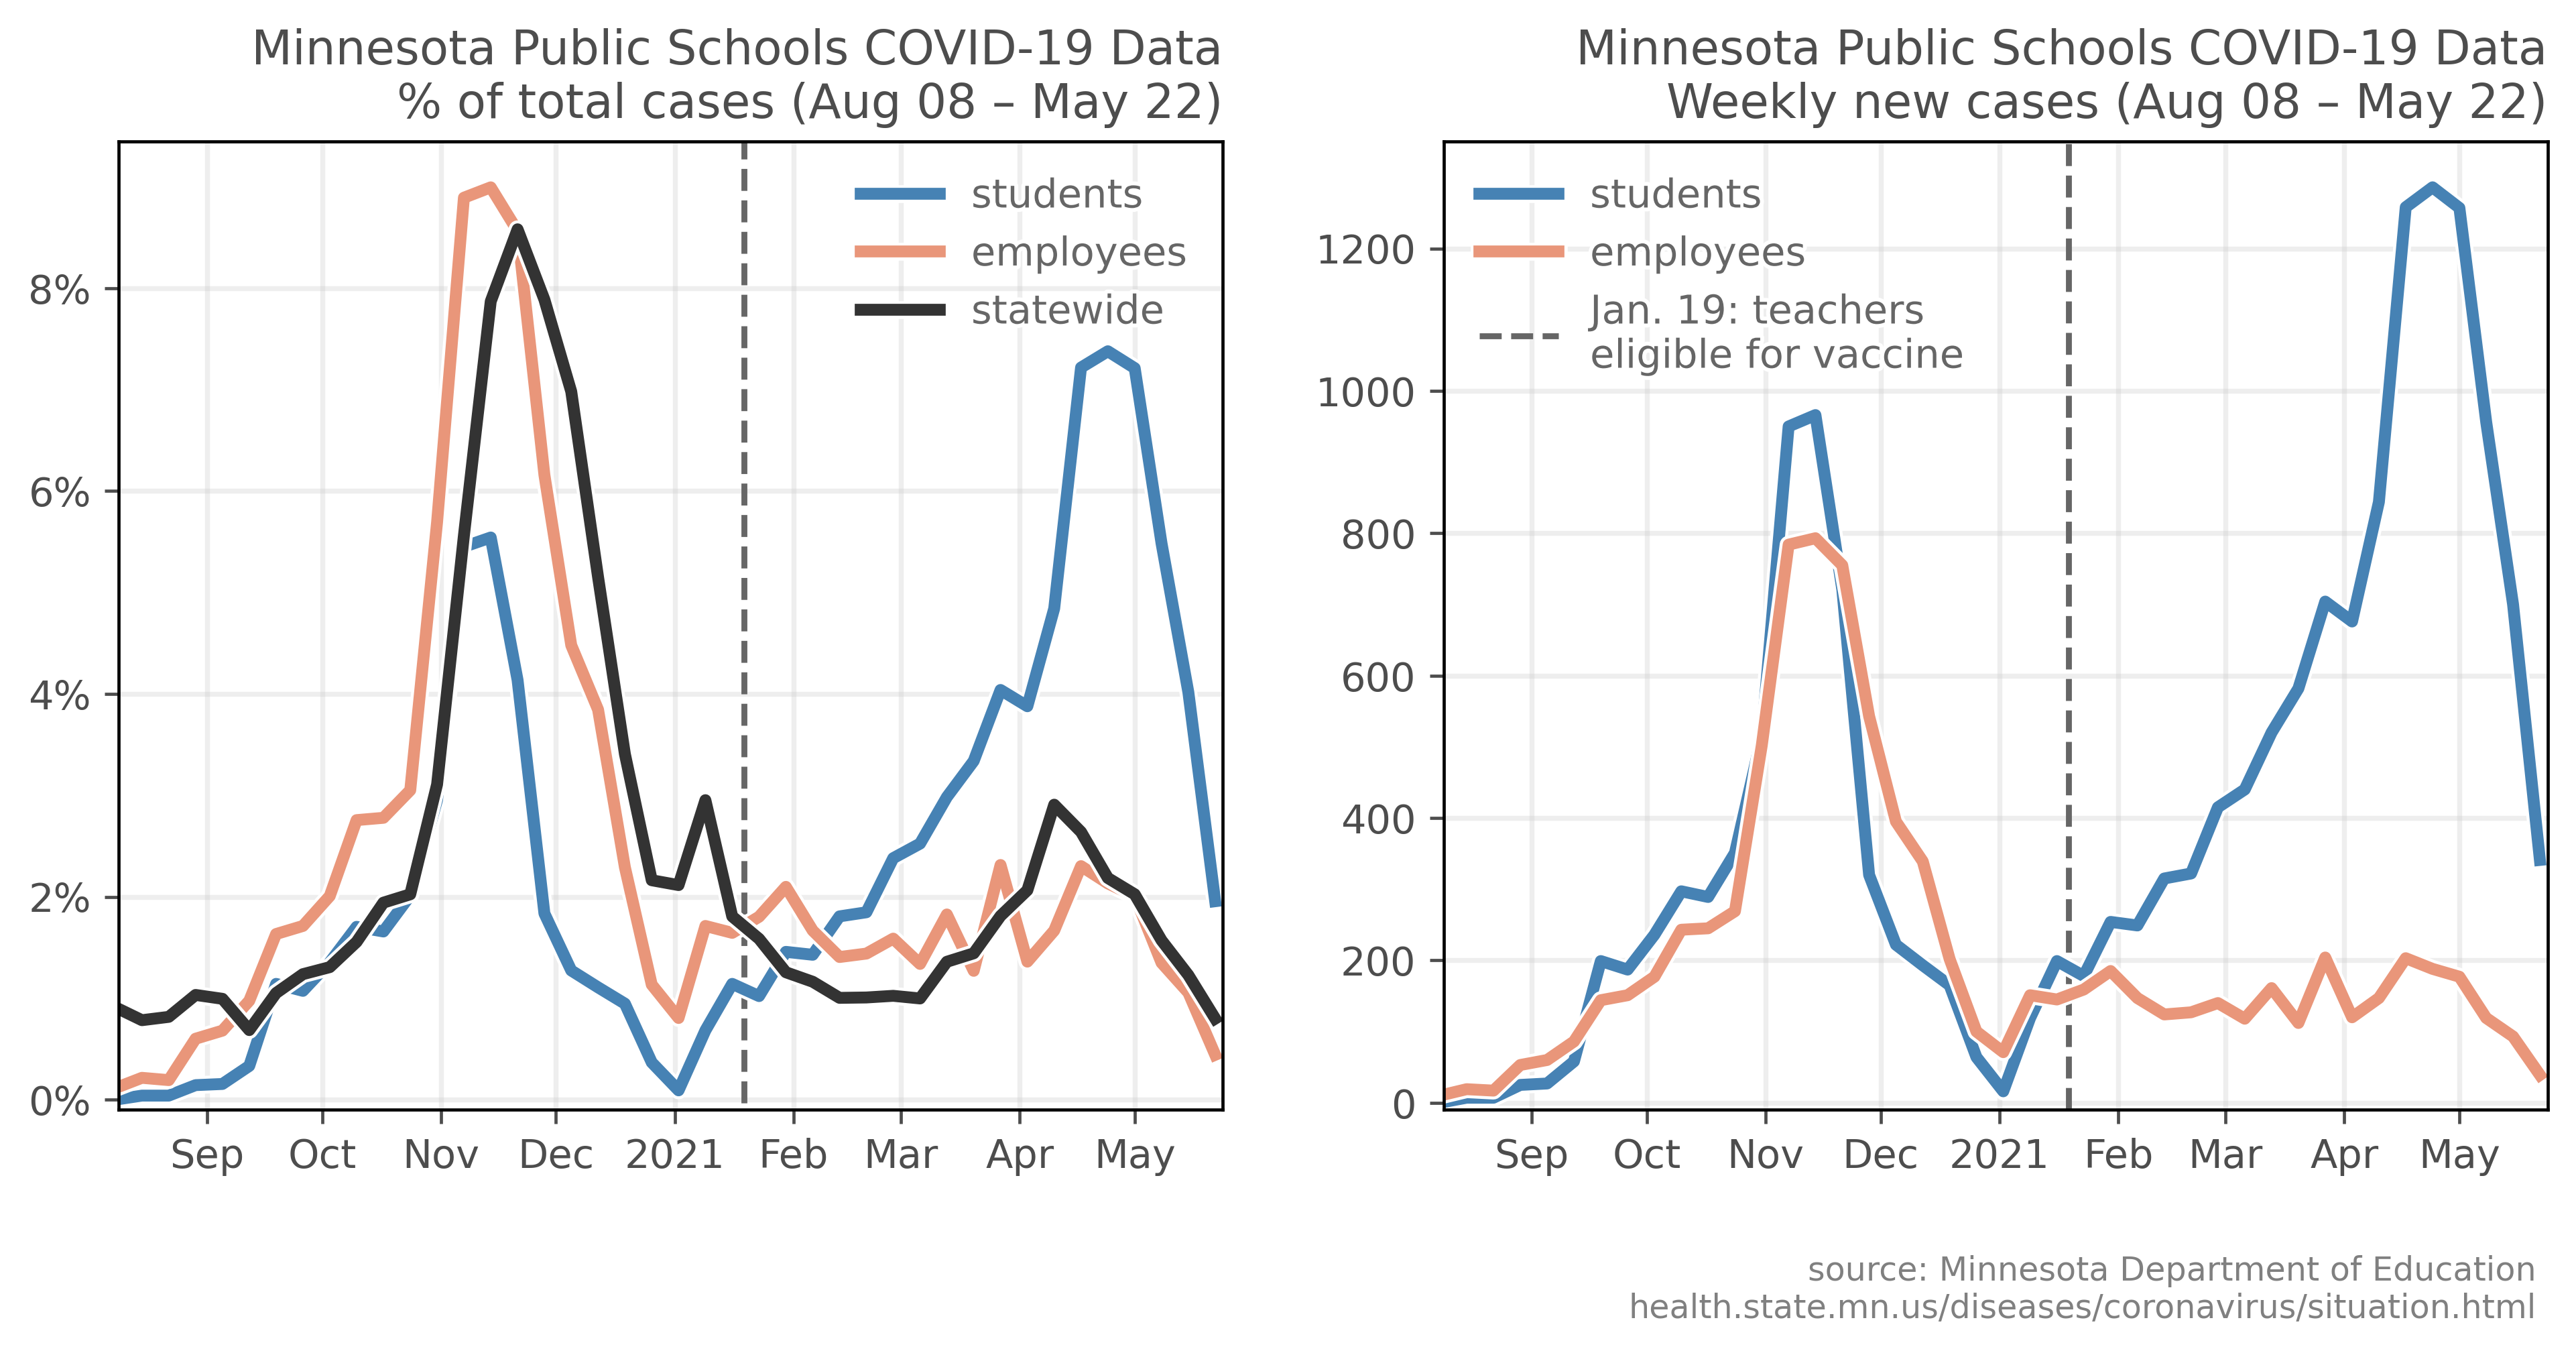 Minnesota Public Schools COVID-19 Data
% of total cases (Aug 08 – May 22)
students
employees
statewide
8%
6%
4%
2%
0%
Sep Oct Nov Dec 2021 Feb Mar Apr May
Minnesota Public Schools COVID-19 Data
Weekly new cases (Aug 08 – May 22)
students
employees
Jan. 19: teachers
eligible for vaccine
1200
1000
800
600
400
200
0
Sep Oct Nov Dec 2021 Feb Mar Apr May
source: Minnesota Department of Education
health.state.mn.us/diseases/coronavirus/situation.html